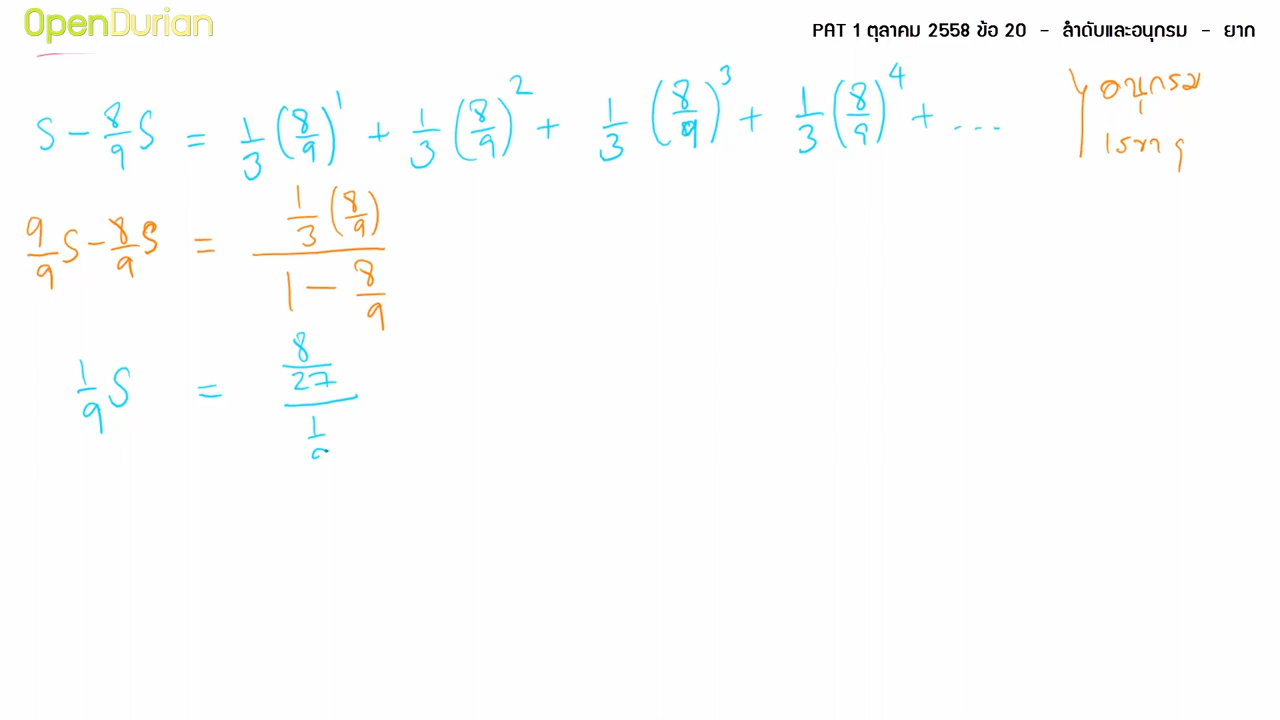 OpenDurian
PAT 1 ตุลาคม 2558 ข้อ 20 - ลำดับและอนุกรม - ยาก
S - 8/9 S = 1/3 (8/9)^1 + 1/3 (8/9)^2 + 1/3 (8/9)^3 + 1/3 (8/9)^4 + ...
อนุกรม
เรขาฯ
9/9 S - 8/9 S = (1/3 (8/9)) / (1 - 8/9)
1/9 S = (8/27) / (1/9)